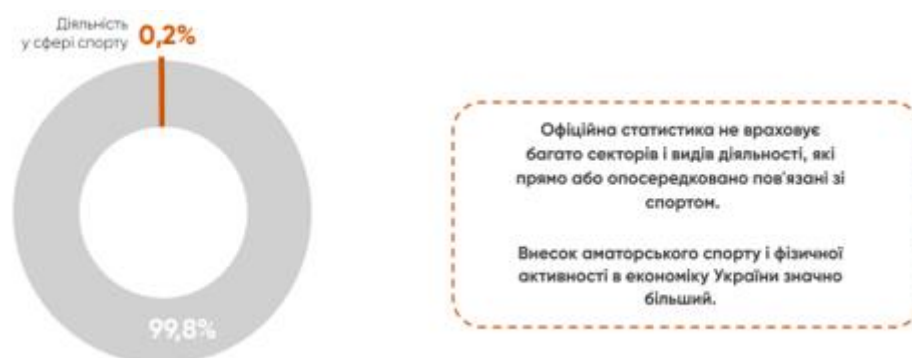 Діяльність
у сфері спорту
0,2%
99,8%
Офіційна статистика не враховує
багато секторів і видів діяльності, які
прямо або опосередковано пов'язані зі
спортом.
Внесок аматорського спорту і фізичної
активності в економіку України значно
більший.